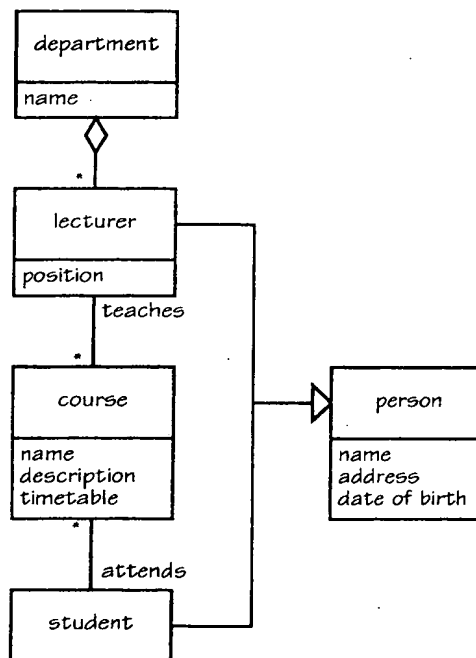 department
name
*
lecturer
position
teaches
*
course
name
description
timetable
*
attends
student
person
name
address
date of birth